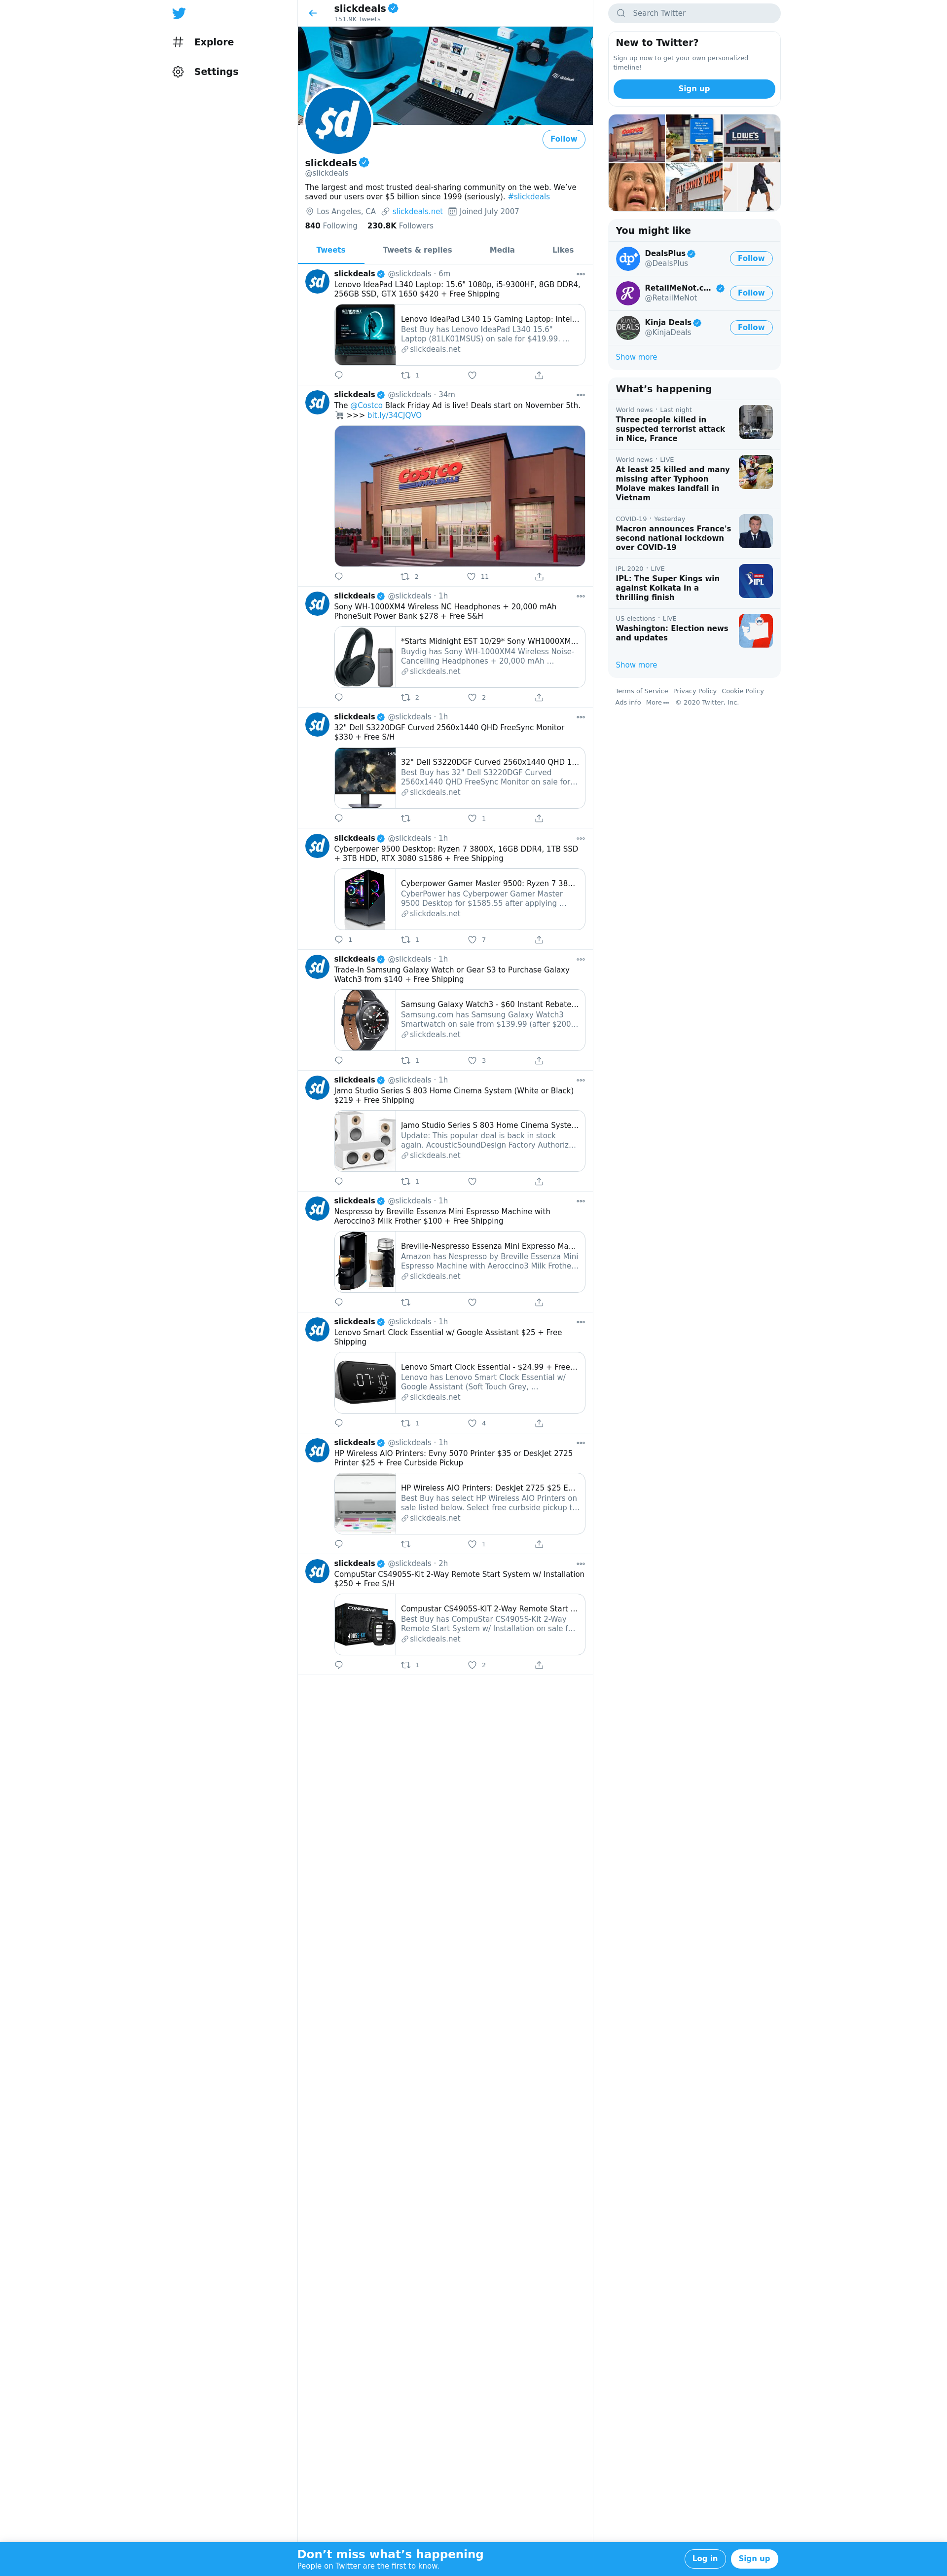 Explore
Settings
slickdeals
151.9K Tweets
$d
Follow
slickdeals
@slickdeals
The largest and most trusted deal-sharing community on the web. We've
saved our users over $5 billion since 1999 (seriously). #slickdeals
Los Angeles, CA slickdeals.net Joined July 2007
840 Following 230.8K Followers
Tweets Tweets & replies Media Likes
slickdeals @slickdeals · 6m
Lenovo IdeaPad L340 Laptop: 15.6" 1080p, i5-9300HF, 8GB DDR4,
256GB SSD, GTX 1650 $420 + Free Shipping
Lenovo IdeaPad L340 15 Gaming Laptop: Intel…
Best Buy has Lenovo IdeaPad L340 15.6"
Laptop (81LK01MSUS) on sale for $419.99. …
slickdeals.net
1
slickdeals @slickdeals · 34m
The @Costco Black Friday Ad is live! Deals start on November 5th.
>>> bit.ly/34CJQVO
COSTCO
WHOLESALE
2 11
slickdeals @slickdeals · 1h
Sony WH-1000XM4 Wireless NC Headphones + 20,000 mAh
PhoneSuit Power Bank $278 + Free S&H
*Starts Midnight EST 10/29* Sony WH1000XM…
Buydig has Sony WH-1000XM4 Wireless Noise-
Cancelling Headphones + 20,000 mAh …
slickdeals.net
2 2
slickdeals @slickdeals · 1h
32" Dell S3220DGF Curved 2560x1440 QHD FreeSync Monitor
$330 + Free S/H
32" Dell S3220DGF Curved 2560x1440 QHD 1…
Best Buy has 32" Dell S3220DGF Curved
2560x1440 QHD FreeSync Monitor on sale for…
slickdeals.net
1
slickdeals @slickdeals · 1h
Cyberpower 9500 Desktop: Ryzen 7 3800X, 16GB DDR4, 1TB SSD
+ 3TB HDD, RTX 3080 $1586 + Free Shipping
Cyberpower Gamer Master 9500: Ryzen 7 38…
CyberPower has Cyberpower Gamer Master
9500 Desktop for $1585.55 after applying …
slickdeals.net
1 1 7
slickdeals @slickdeals · 1h
Trade-In Samsung Galaxy Watch or Gear S3 to Purchase Galaxy
Watch3 from $140 + Free Shipping
Samsung Galaxy Watch3 - $60 Instant Rebate…
Samsung.com has Samsung Galaxy Watch3
Smartwatch on sale from $139.99 (after $200…
slickdeals.net
1 3
slickdeals @slickdeals · 1h
Jamo Studio Series S 803 Home Cinema System (White or Black)
$219 + Free Shipping
Jamo Studio Series S 803 Home Cinema Syste…
Update: This popular deal is back in stock
again. AcousticSoundDesign Factory Authoriz…
slickdeals.net
1
slickdeals @slickdeals · 1h
Nespresso by Breville Essenza Mini Espresso Machine with
Aeroccino3 Milk Frother $100 + Free Shipping
Breville-Nespresso Essenza Mini Expresso Ma…
Amazon has Nespresso by Breville Essenza Mini
Espresso Machine with Aeroccino3 Milk Frothe…
slickdeals.net
slickdeals @slickdeals · 1h
Lenovo Smart Clock Essential w/ Google Assistant $25 + Free
Shipping
07:10
30°
Lenovo Smart Clock Essential - $24.99 + Free…
Lenovo has Lenovo Smart Clock Essential w/
Google Assistant (Soft Touch Grey, …
slickdeals.net
1 4
slickdeals @slickdeals · 1h
HP Wireless AIO Printers: Evny 5070 Printer $35 or DeskJet 2725
Printer $25 + Free Curbside Pickup
HP Wireless AIO Printers: DeskJet 2725 $25 E…
Best Buy has select HP Wireless AIO Printers on
sale listed below. Select free curbside pickup t…
slickdeals.net
1
slickdeals @slickdeals · 2h
CompuStar CS4905S-Kit 2-Way Remote Start System w/ Installation
$250 + Free S/H
COMPUSTAR
Compustar CS4905S-KIT 2-Way Remote Start …
Best Buy has CompuStar CS4905S-Kit 2-Way
Remote Start System w/ Installation on sale f…
slickdeals.net
1 2
Search Twitter
New to Twitter?
Sign up now to get your own personalized
timeline!
Sign up
COSTCO
LOWE'S
You might like
DealsPlus
@DealsPlus
Follow
RetailMeNot.c…
@RetailMeNot
Follow
Kinja Deals
@KinjaDeals
Follow
Show more
What's happening
World news · Last night
Three people killed in
suspected terrorist attack
in Nice, France
World news · LIVE
At least 25 killed and many
missing after Typhoon
Molave makes landfall in
Vietnam
COVID-19 · Yesterday
Macron announces France's
second national lockdown
over COVID-19
IPL 2020 · LIVE
IPL: The Super Kings win
against Kolkata in a
thrilling finish
IPL
US elections · LIVE
Washington: Election news
and updates
Show more
Terms of Service Privacy Policy Cookie Policy
Ads info More © 2020 Twitter, Inc.
Don't miss what's happening
People on Twitter are the first to know.
Log in Sign up